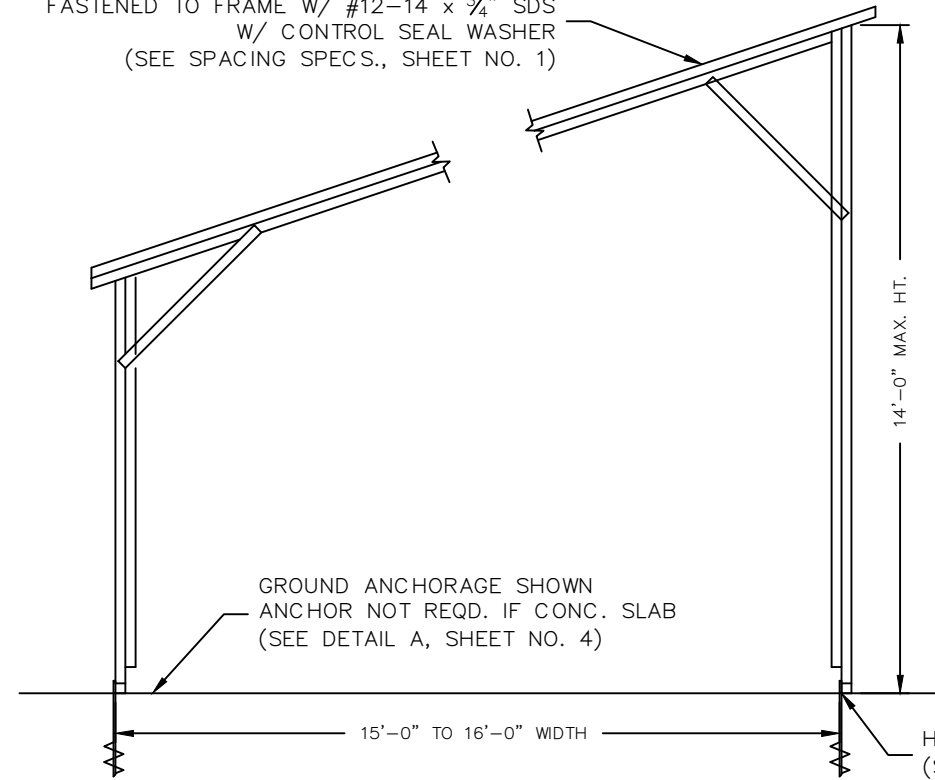 FASTENED TO FRAME W/ #12-14 x 3/4" SDS
W/ CONTROL SEAL WASHER
(SEE SPACING SPECS., SHEET NO. 1)
14'-0" MAX. HT.
GROUND ANCHORAGE SHOWN
ANCHOR NOT REQD. IF CONC. SLAB
(SEE DETAIL A, SHEET NO. 4)
15'-0" TO 16'-0" WIDTH